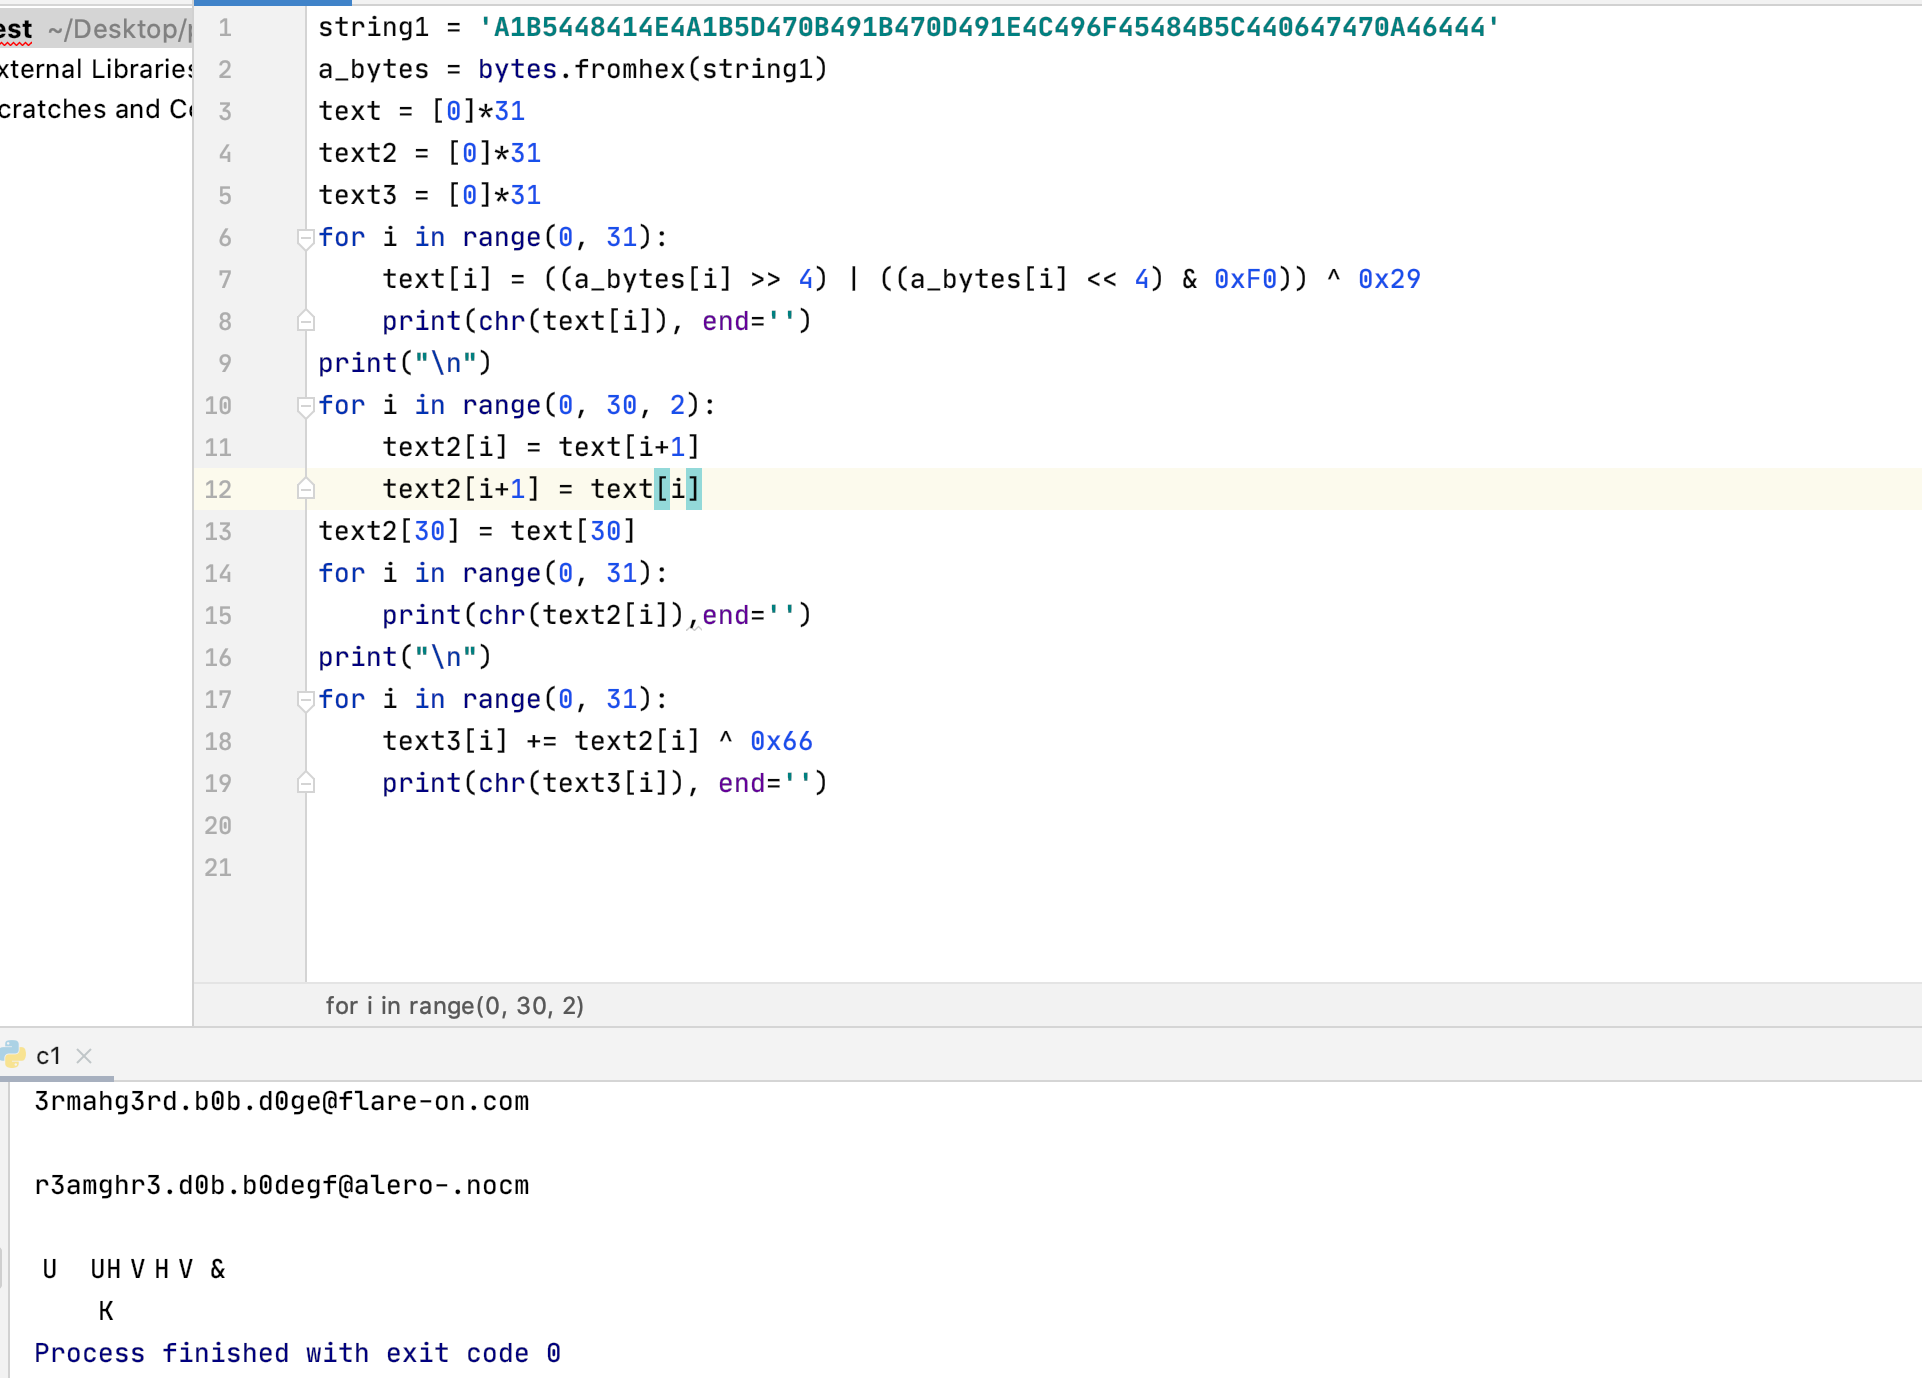 est ~/Desktop/p
xternal Libraries
cratches and Co
1 string1 = 'A1B5448414E4A1B5D470B491B470D491E4C496F45484B5C440647470A46444'
2 a_bytes = bytes.fromhex(string1)
3 text = [0]*31
4 text2 = [0]*31
5 text3 = [0]*31
6 for i in range(0, 31):
7 text[i] = ((a_bytes[i] >> 4) | ((a_bytes[i] << 4) & 0xF0)) ^ 0x29
8 print(chr(text[i]), end='')
9 print("\n")
10 for i in range(0, 30, 2):
11 text2[i] = text[i+1]
12 text2[i+1] = text[i]
13 text2[30] = text[30]
14 for i in range(0, 31):
15 print(chr(text2[i]),end='')
16 print("\n")
17 for i in range(0, 31):
18 text3[i] += text2[i] ^ 0x66
19 print(chr(text3[i]), end='')
20
21
for i in range(0, 30, 2)
c1
3rmahg3rd.b0b.d0ge@flare-on.com
r3amghr3.d0b.b0degf@alero-.nocm
U UH V H V &
K
Process finished with exit code 0